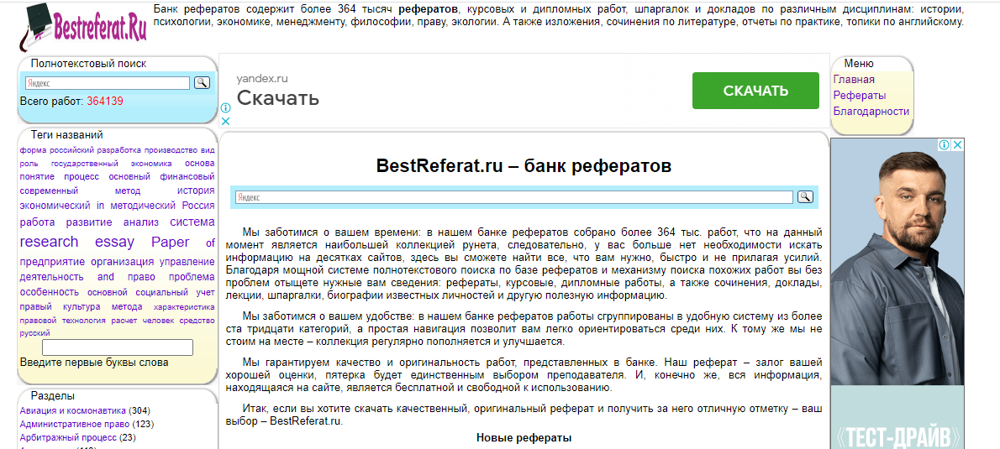 Bestreferat.Ru
Банк рефератов содержит более 364 тысяч рефератов, курсовых и дипломных работ, шпаргалок и докладов по различным дисциплинам: истории,
психологии, экономике, менеджменту, философии, праву, экологии. А также изложения, сочинения по литературе, отчеты по практике, топики по английскому.
Полнотекстовый поиск
Яндекс
Всего работ: 364139
Теги названий
форма российский разработка производство вид
роль государственный экономика основа
понятие процесс основный финансовый
современный метод история
экономический in методический Россия
работа развитие анализ система
research essay Paper of
предприятие организация управление
деятельность and право проблема
особенность основной социальный учет
правый культура метода характеристика
правовой технология расчет человек средство
русский
Введите первые буквы слова
Разделы
Авиация и космонавтика (304)
Административное право (123)
Арбитражный процесс (23)
yandex.ru
Скачать
СКАЧАТЬ
BestReferat.ru – банк рефератов
Яндекс
Мы заботимся о вашем времени: в нашем банке рефератов собрано более 364 тыс. работ, что на данный
момент является наибольшей коллекцией рунета, следовательно, у вас больше нет необходимости искать
информацию на десятках сайтов, здесь вы сможете найти все, что вам нужно, быстро и не прилагая усилий.
Благодаря мощной системе полнотекстового поиска по базе рефератов и механизму поиска похожих работ вы без
проблем отыщете нужные вам сведения: рефераты, курсовые, дипломные работы, а также сочинения, доклады,
лекции, шпаргалки, биографии известных личностей и другую полезную информацию.
Мы заботимся о вашем удобстве: в нашем банке рефератов работы сгруппированы в удобную систему из более
ста тридцати категорий, а простая навигация позволит вам легко ориентироваться среди них. К тому же мы не
стоим на месте – коллекция регулярно пополняется и улучшается.
Мы гарантируем качество и оригинальность работ, представленных в банке. Наш реферат – залог вашей
хорошей оценки, пятерка будет единственным выбором преподавателя. И, конечно же, вся информация,
находящаяся на сайте, является бесплатной и свободной к использованию.
Итак, если вы хотите скачать качественный, оригинальный реферат и получить за него отличную отметку – ваш
выбор – BestReferat.ru.
Новые рефераты
Меню
Главная
Рефераты
Благодарности
《ТЕСТ-ДРАЙВ》